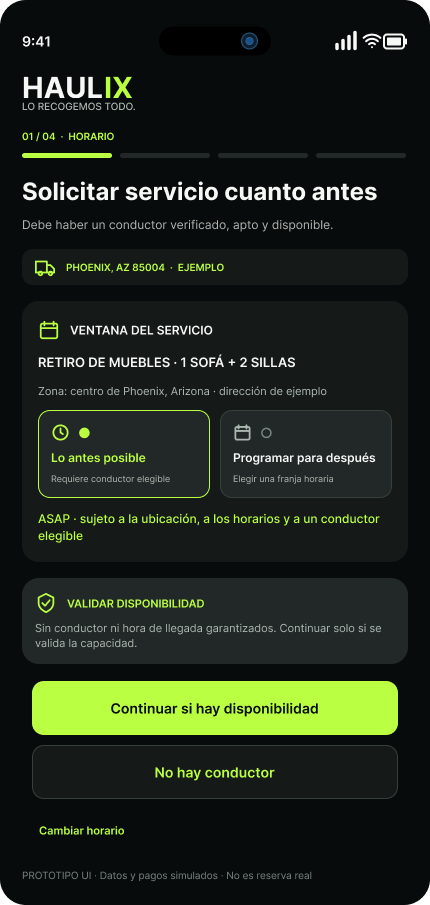 9:41
HAULIX
LO RECOGEMOS TODO.
01 / 04 · HORARIO
Solicitar servicio cuanto antes
Debe haber un conductor verificado, apto y disponible.
PHOENIX, AZ 85004 · EJEMPLO
VENTANA DEL SERVICIO
RETIRO DE MUEBLES · 1 SOFÁ + 2 SILLAS
Zona: centro de Phoenix, Arizona · dirección de ejemplo
Lo antes posible
Requiere conductor elegible
Programar para después
Elegir una franja horaria
ASAP · sujeto a la ubicación, a los horarios y a un conductor
elegible
VALIDAR DISPONIBILIDAD
Sin conductor ni hora de llegada garantizados. Continuar solo si se
valida la capacidad.
Continuar si hay disponibilidad
No hay conductor
Cambiar horario
PROTOTIPO UI · Datos y pagos simulados · No es reserva real